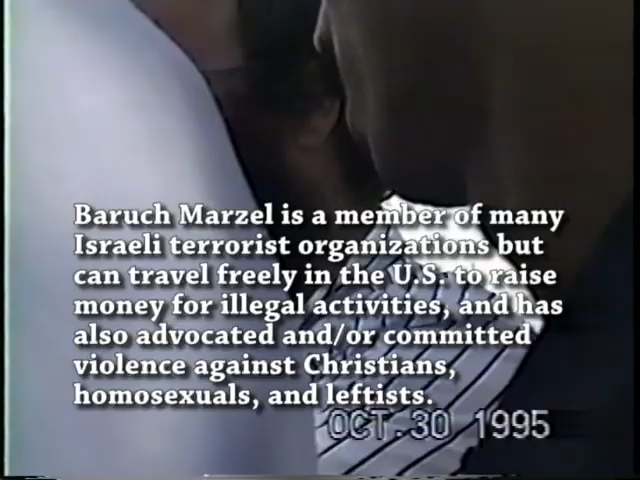 Baruch Marzel is a member of many
Israeli terrorist organizations but
can travel freely in the U.S. to raise
money for illegal activities, and has
also advocated and/or committed
violence against Christians,
homosexuals, and leftists.
OCT.30 1995